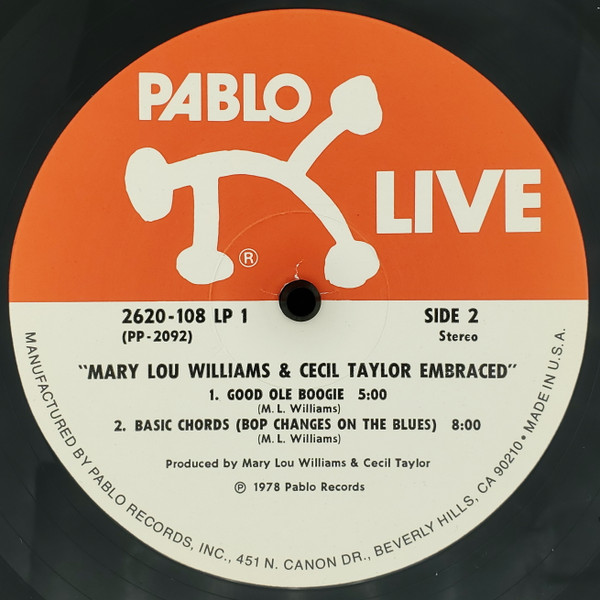 PABLO
LIVE
®
2620-108 LP 1
SIDE 2
(PP-2092)
Stereo
"MARY LOU WILLIAMS & CECIL TAYLOR EMBRACED"
1. GOOD OLE BOOGIE 5:00
(M. L. Williams)
2. BASIC CHORDS (BOP CHANGES ON THE BLUES) 8:00
(M. L. Williams)
Produced by Mary Lou Williams & Cecil Taylor
℗ 1978 Pablo Records
MANUFACTURED BY PABLO RECORDS, INC., 451 N. CANON DR., BEVERLY HILLS, CA 90210 • MADE IN U.S.A.